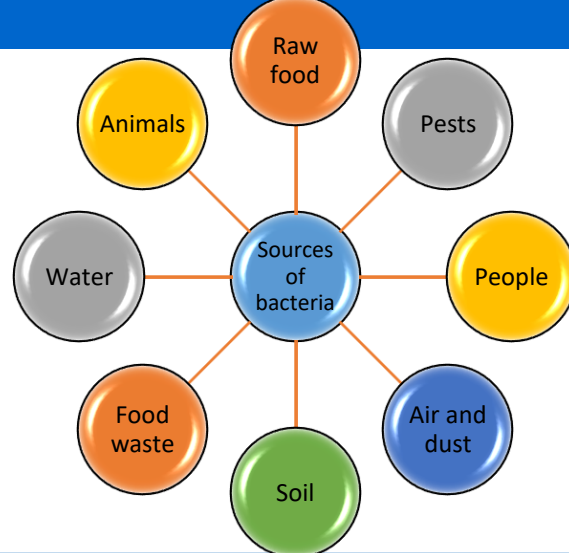 Raw
food
Animals
Pests
Sources
of
bacteria
Water
People
Food
waste
Air and
dust
Soil